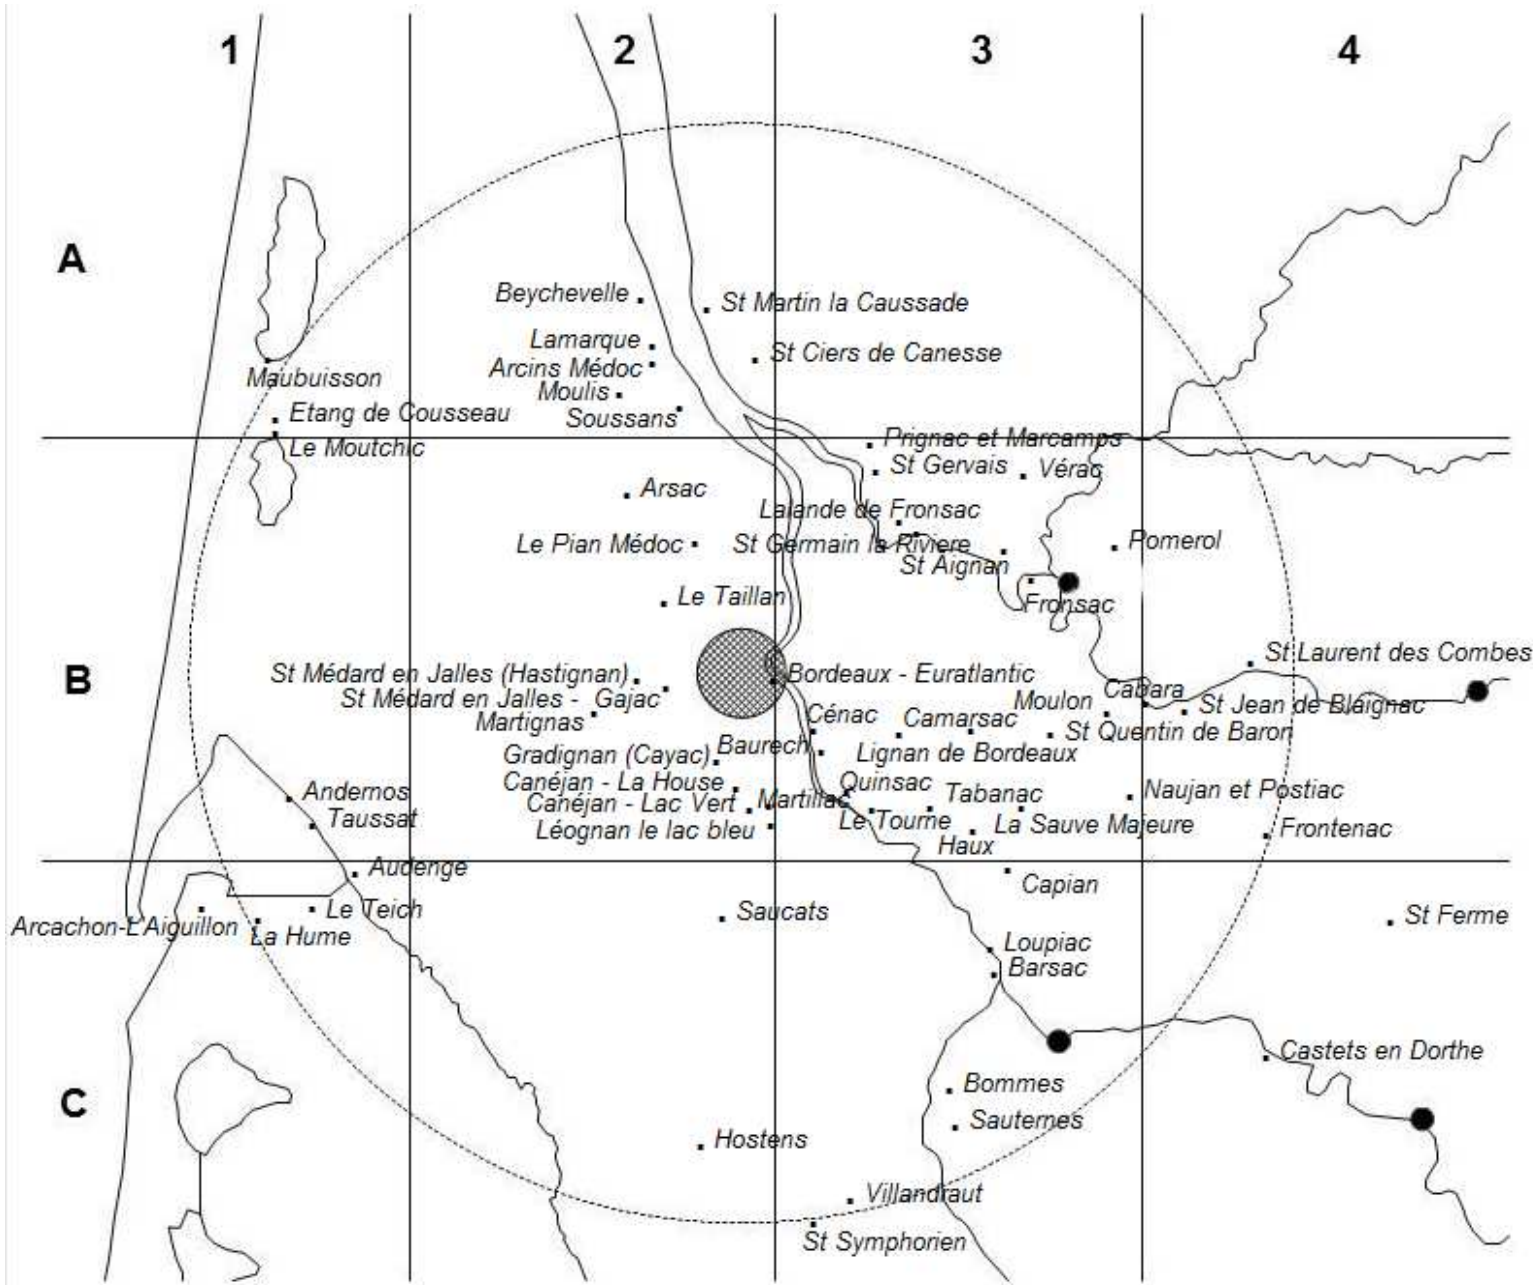 1 2 3 4
A
Beychevelle
St Martin la Caussade
Lamarque
St Ciers de Canesse
Arcins Médoc
Maubuisson
Moulis
Etang de Cousseau
Soussans
Prignac et Marcamps
Le Moutchic
St Gervais
Vérac
Arsac
Lalande de Fronsac
Le Pian Médoc
St Germain la Riviere
Pomerol
St Aignan
Le Taillan
Fronsac
St Laurent des Combes
B
St Médard en Jalles (Hastignan)
Bordeaux - Euratlantic
St Médard en Jalles - Gajac
Moulon
Cabara
St Jean de Blaignac
Martignas
Cénac
Camarsac
St Quentin de Baron
Gradignan (Cayac)
Baurech
Lignan de Bordeaux
Canéjan - La House
Quinsac
Andernos
Tabanac
Naujan et Postiac
Canéjan - Lac Vert
Martillac
Taussat
Le Tourne
La Sauve Majeure
Léognan le lac bleu
Frontenac
Haux
Audenge
Capian
Le Teich
Saucats
St Ferme
Arcachon-L'Aiguillon
La Hume
Loupiac
Barsac
Castets en Dorthe
Bommes
C
Sauternes
Hostens
Villandraut
St Symphorien